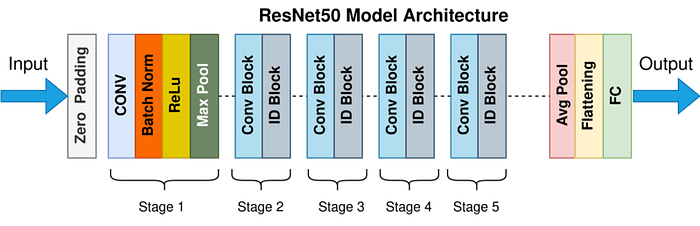 ResNet50 Model Architecture
Input
Zero Padding
CONV
Batch Norm
ReLu
Max Pool
Conv Block
ID Block
Conv Block
ID Block
Conv Block
ID Block
Conv Block
ID Block
Avg Pool
Flattening
FC
Output
Stage 1
Stage 2
Stage 3
Stage 4
Stage 5